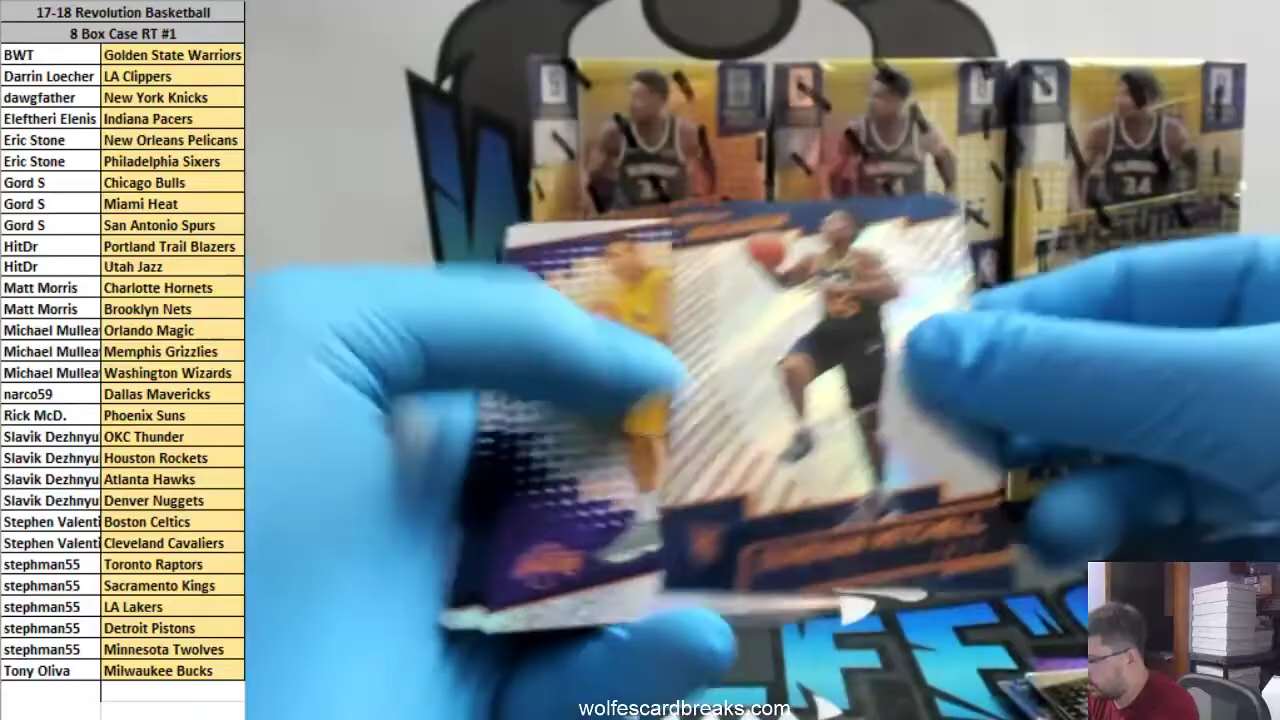 17-18 Revolution Basketball
8 Box Case RT #1
BWT Golden State Warriors
Darrin Loecher LA Clippers
dawgfather New York Knicks
Eleftheri Elenis Indiana Pacers
Eric Stone New Orleans Pelicans
Eric Stone Philadelphia Sixers
Gord S Chicago Bulls
Gord S Miami Heat
Gord S San Antonio Spurs
HitDr Portland Trail Blazers
HitDr Utah Jazz
Matt Morris Charlotte Hornets
Matt Morris Brooklyn Nets
Michael Mullea Orlando Magic
Michael Mullea Memphis Grizzlies
Michael Mullea Washington Wizards
narco59 Dallas Mavericks
Rick McD. Phoenix Suns
Slavik Dezhnyu OKC Thunder
Slavik Dezhnyu Houston Rockets
Slavik Dezhnyu Atlanta Hawks
Slavik Dezhnyu Denver Nuggets
Stephen Valenti Boston Celtics
Stephen Valenti Cleveland Cavaliers
stephman55 Toronto Raptors
stephman55 Sacramento Kings
stephman55 LA Lakers
stephman55 Detroit Pistons
stephman55 Minnesota Twolves
Tony Oliva Milwaukee Bucks
34
wolfescardbreaks.com